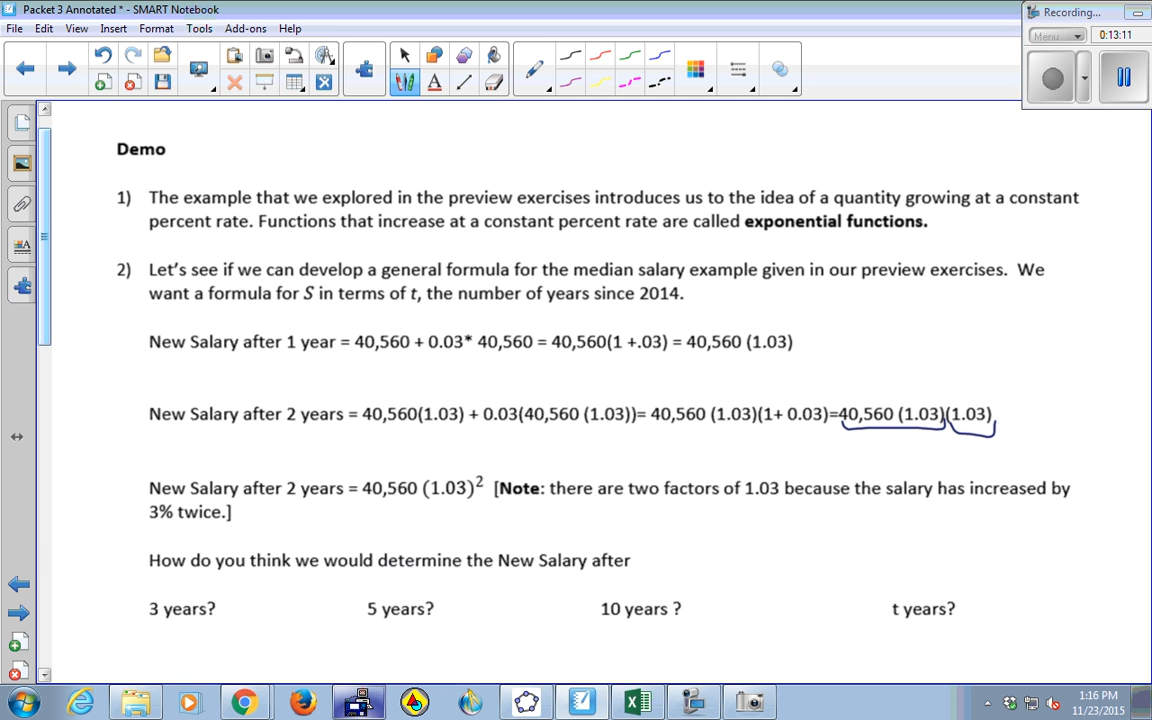 Packet 3 Annotated * - SMART Notebook
Recording...
File Edit View Insert Format Tools Add-ons Help
Menu
0:13:11
Demo
1) The example that we explored in the preview exercises introduces us to the idea of a quantity growing at a constant
percent rate. Functions that increase at a constant percent rate are called exponential functions.
2) Let's see if we can develop a general formula for the median salary example given in our preview exercises. We
want a formula for S in terms of t, the number of years since 2014.
New Salary after 1 year = 40,560 + 0.03* 40,560 = 40,560(1 +.03) = 40,560 (1.03)
New Salary after 2 years = 40,560(1.03) + 0.03(40,560 (1.03))= 40,560 (1.03)(1+ 0.03)=40,560 (1.03)(1.03)
New Salary after 2 years = 40,560 (1.03)² [Note: there are two factors of 1.03 because the salary has increased by
3% twice.]
How do you think we would determine the New Salary after
3 years? 5 years? 10 years ? t years?
1:16 PM
11/23/2015